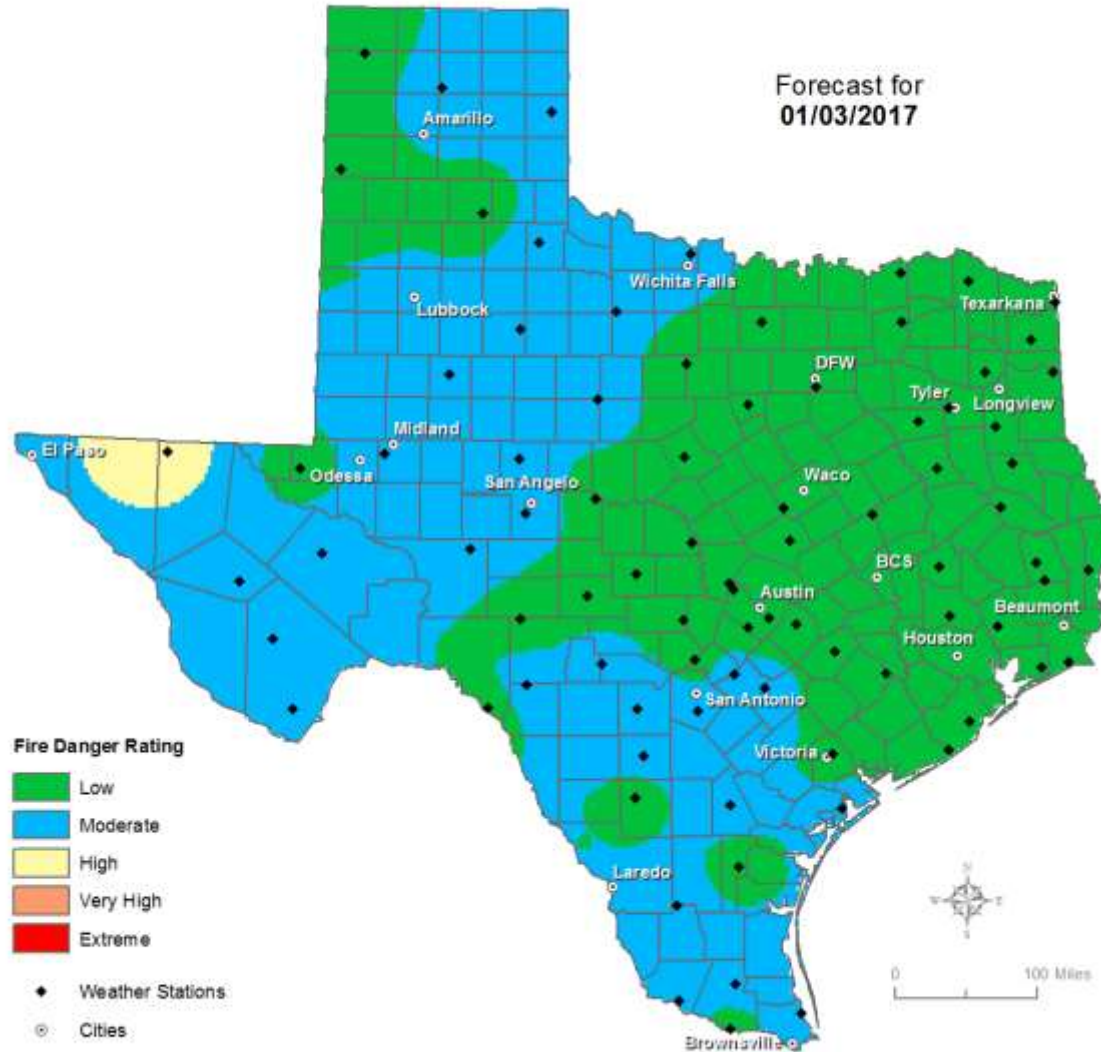 Forecast for
01/03/2017
Amarillo
Wichita Falls
Lubbock
Texarkana
DFW
Tyler
Longview
El Paso
Midland
Odessa
San Angelo
Waco
BCS
Austin
Beaumont
Houston
San Antonio
Victoria
Laredo
Brownsville
Fire Danger Rating
Low
Moderate
High
Very High
Extreme
Weather Stations
Cities
N
W E
S
0 100 Miles